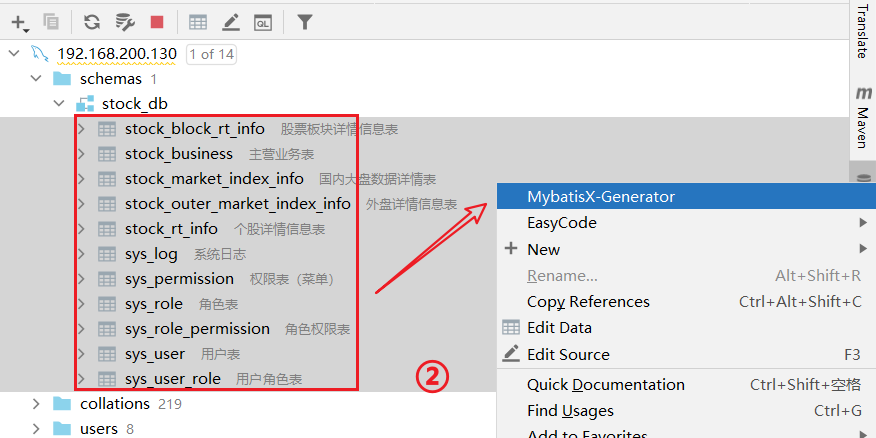 192.168.200.130 1 of 14
schemas 1
stock_db
stock_block_rt_info 股票板块详情信息表
stock_business 主营业务表
stock_market_index_info 国内大盘数据详情表
stock_outer_market_index_info 外盘详情信息表
stock_rt_info 个股详情信息表
sys_log 系统日志
sys_permission 权限表（菜单）
sys_role 角色表
sys_role_permission 角色权限表
sys_user 用户表
sys_user_role 用户角色表
collations 219
users 8
②
MybatisX-Generator
EasyCode
New
Rename... Alt+Shift+R
Copy References Ctrl+Alt+Shift+C
Edit Data
Edit Source F3
Quick Documentation Ctrl+Shift+空格
Find Usages Ctrl+G
Add to Favorites
QL
Translate
m Maven